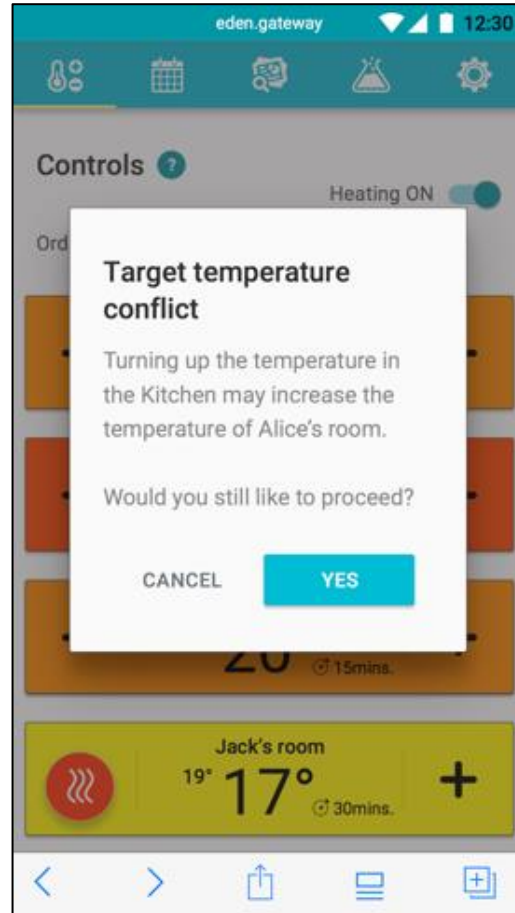 eden.gateway 12:30
Controls ?
Heating ON
Ord
Target temperature
conflict
Turning up the temperature in
the Kitchen may increase the
temperature of Alice's room.
Would you still like to proceed?
CANCEL YES
20 15mins.
Jack's room
19° 17° 30mins.